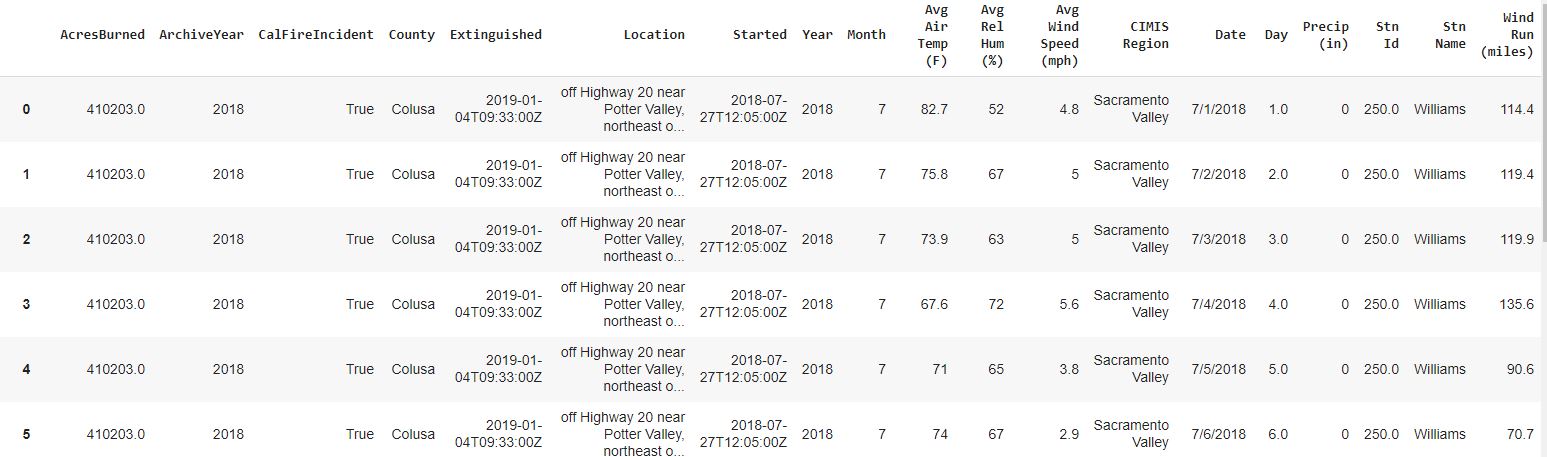 AcresBurned ArchiveYear CalFireIncident County Extinguished Location Started Year Month Avg Air Temp (F) Avg Rel Hum (%) Avg Wind Speed (mph) CIMIS Region Date Day Precip (in) Stn Id Stn Name Wind Run (miles)
0 410203.0 2018 True Colusa 2019-01-04T09:33:00Z off Highway 20 near Potter Valley, northeast o... 2018-07-27T12:05:00Z 2018 7 82.7 52 4.8 Sacramento Valley 7/1/2018 1.0 0 250.0 Williams 114.4
1 410203.0 2018 True Colusa 2019-01-04T09:33:00Z off Highway 20 near Potter Valley, northeast o... 2018-07-27T12:05:00Z 2018 7 75.8 67 5 Sacramento Valley 7/2/2018 2.0 0 250.0 Williams 119.4
2 410203.0 2018 True Colusa 2019-01-04T09:33:00Z off Highway 20 near Potter Valley, northeast o... 2018-07-27T12:05:00Z 2018 7 73.9 63 5 Sacramento Valley 7/3/2018 3.0 0 250.0 Williams 119.9
3 410203.0 2018 True Colusa 2019-01-04T09:33:00Z off Highway 20 near Potter Valley, northeast o... 2018-07-27T12:05:00Z 2018 7 67.6 72 5.6 Sacramento Valley 7/4/2018 4.0 0 250.0 Williams 135.6
4 410203.0 2018 True Colusa 2019-01-04T09:33:00Z off Highway 20 near Potter Valley, northeast o... 2018-07-27T12:05:00Z 2018 7 71 65 3.8 Sacramento Valley 7/5/2018 5.0 0 250.0 Williams 90.6
5 410203.0 2018 True Colusa 2019-01-04T09:33:00Z off Highway 20 near Potter Valley, northeast o... 2018-07-27T12:05:00Z 2018 7 74 67 2.9 Sacramento Valley 7/6/2018 6.0 0 250.0 Williams 70.7